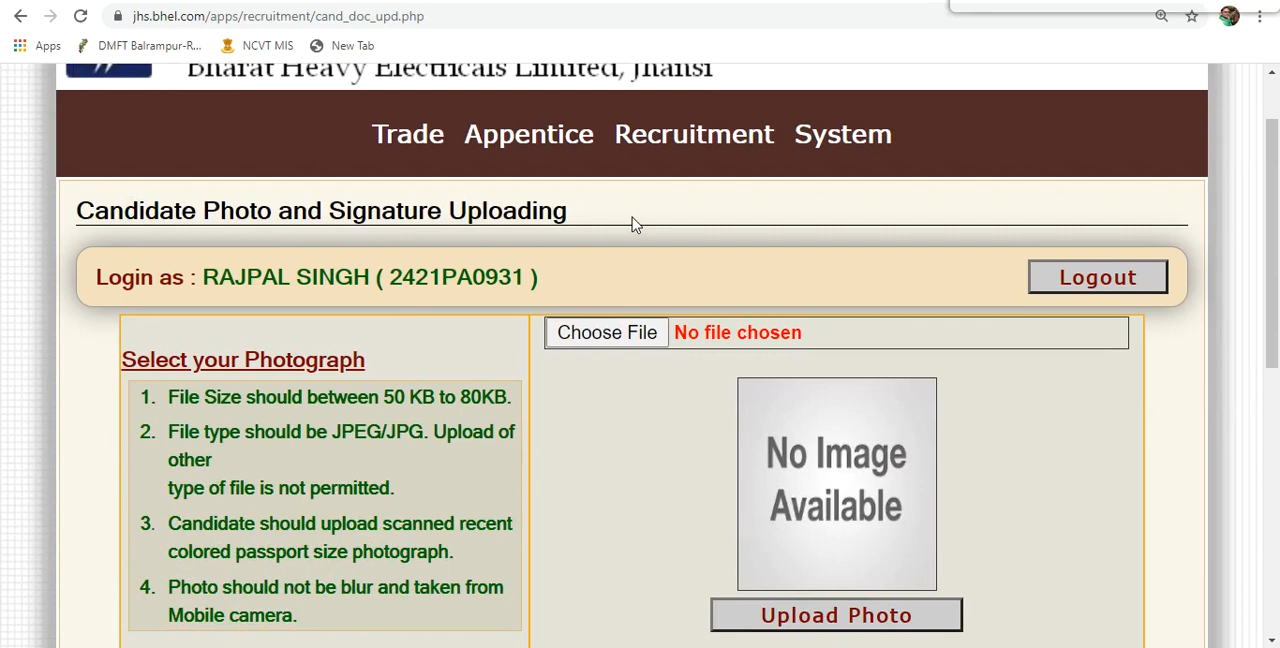 jhs.bhel.com/apps/recruitment/cand_doc_upd.php
Apps DMFT Balrampur-R... NCVT MIS New Tab
Bharat Heavy Electricals Limited, Jhansi
Trade Appentice Recruitment System
Candidate Photo and Signature Uploading
Login as : RAJPAL SINGH ( 2421PA0931 )
Logout
Choose File No file chosen
Select your Photograph
1. File Size should between 50 KB to 80KB.
2. File type should be JPEG/JPG. Upload of
other
type of file is not permitted.
3. Candidate should upload scanned recent
colored passport size photograph.
4. Photo should not be blur and taken from
Mobile camera.
No Image
Available
Upload Photo